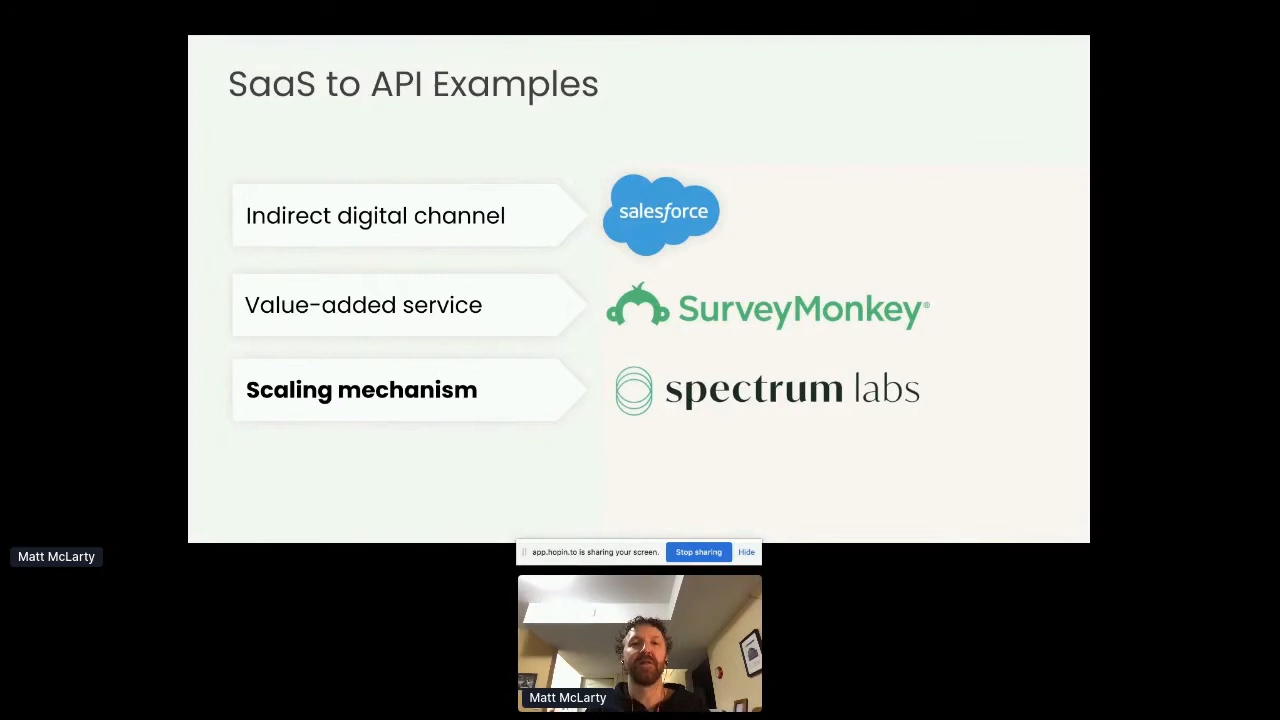 SaaS to API Examples
Indirect digital channel
salesforce
Value-added service
SurveyMonkey®
Scaling mechanism
spectrum labs
Matt McLarty
app.hopin.to is sharing your screen.
Stop sharing
Hide
Matt McLarty